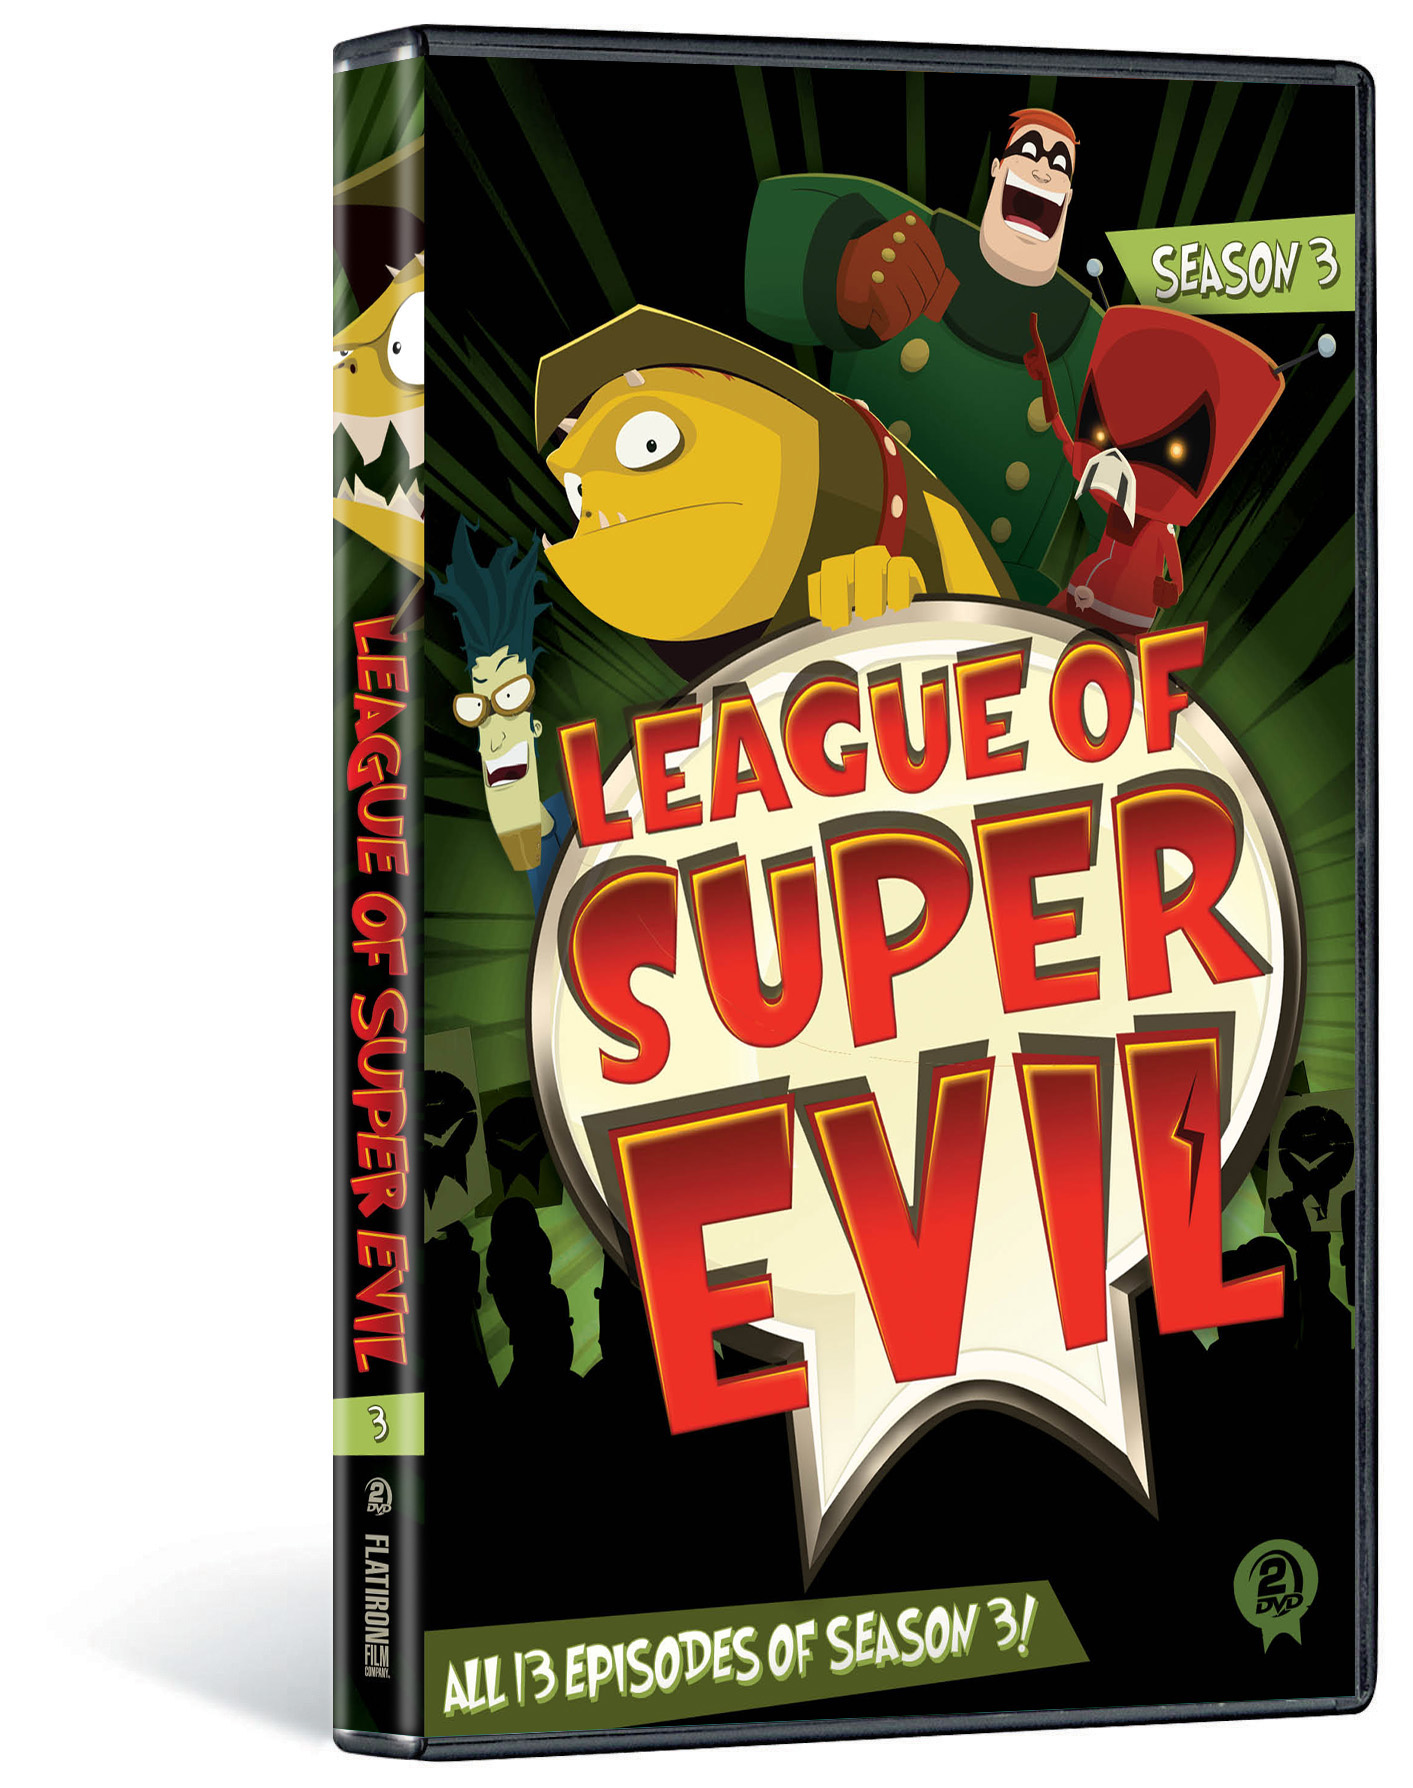 SEASON 3
LEAGUE OF
SUPER
EVIL
2
DVD
ALL 13 EPISODES OF SEASON 3!
LEAGUE OF SUPER EVIL
3
2
DVD
FLATIRON
FILM
COMPANY